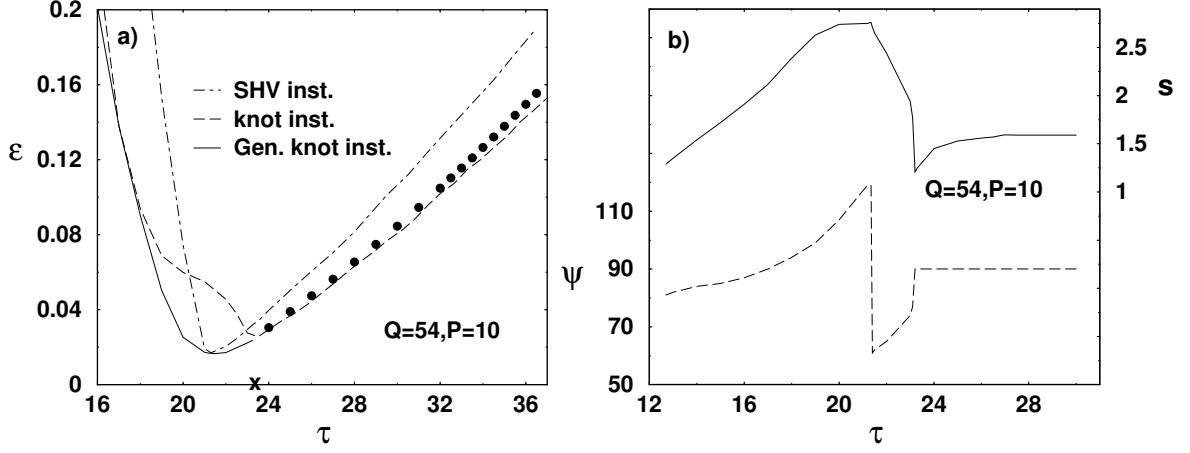 a)
0.2
0.16
0.12
0.08
0.04
0
ε
SHV inst.
knot inst.
Gen. knot inst.
Q=54,P=10
x
16 20 24 28 32 36
τ
b)
2.5
2
1.5
1
s
Q=54,P=10
110
90
70
50
ψ
12 16 20 24 28
τ